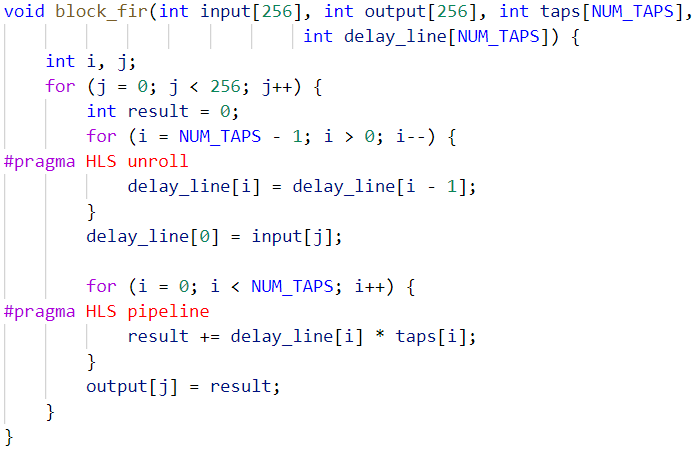 void block_fir(int input[256], int output[256], int taps[NUM_TAPS],
int delay_line[NUM_TAPS]) {
int i, j;
for (j = 0; j < 256; j++) {
int result = 0;
for (i = NUM_TAPS - 1; i > 0; i--) {
#pragma HLS unroll
delay_line[i] = delay_line[i - 1];
}
delay_line[0] = input[j];
for (i = 0; i < NUM_TAPS; i++) {
#pragma HLS pipeline
result += delay_line[i] * taps[i];
}
output[j] = result;
}
}